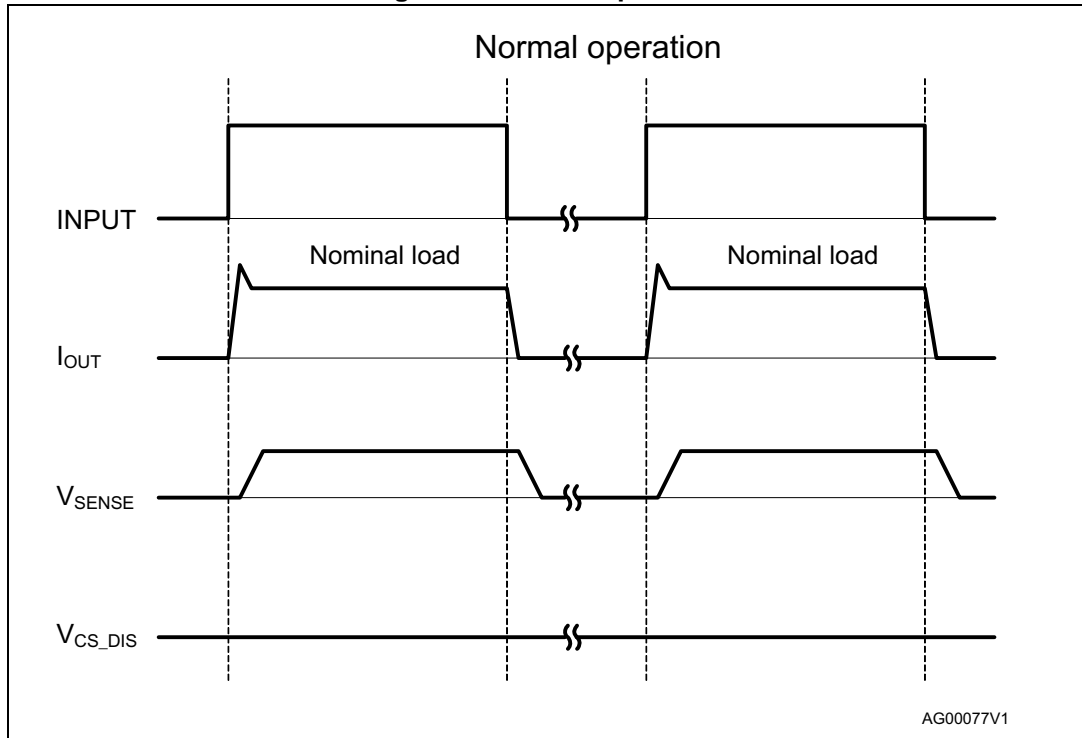 Normal operation
INPUT
Nominal load Nominal load
IOUT
VSENSE
VCS_DIS
AG00077V1